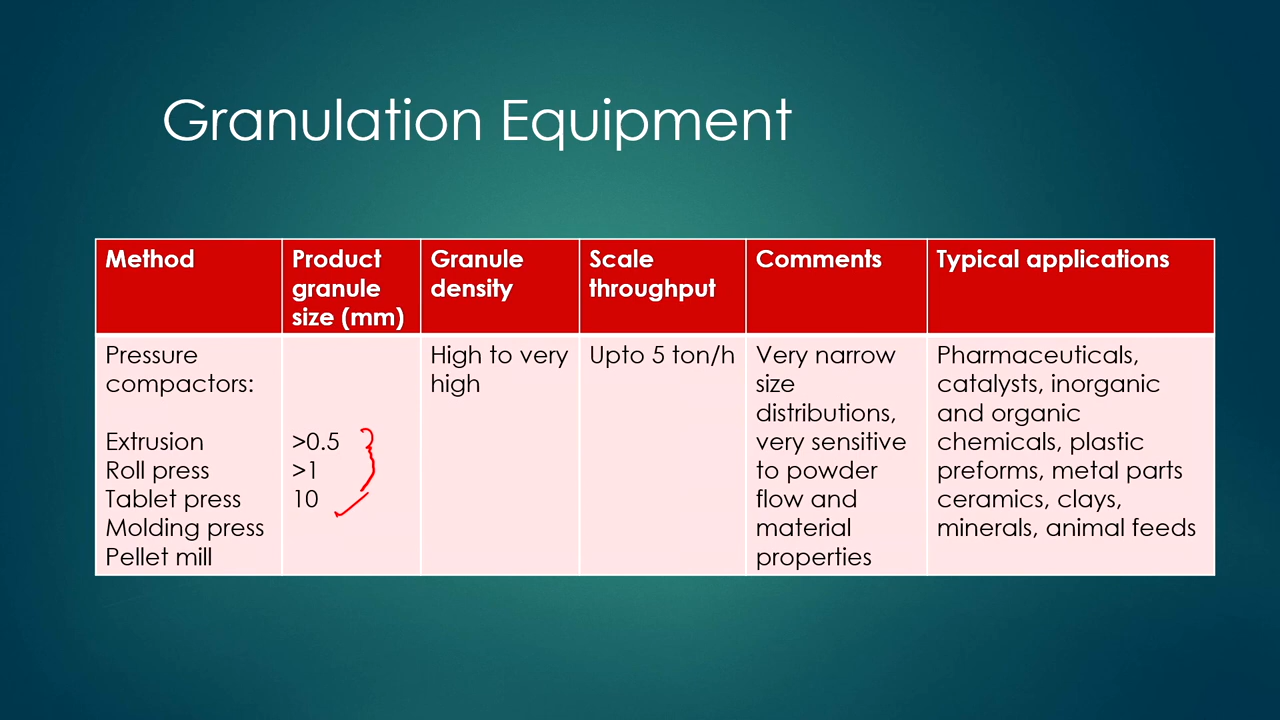 Granulation Equipment
Method
Product
granule
size (mm)
Granule
density
Scale
throughput
Comments
Typical applications
Pressure
compactors:
Extrusion
Roll press
Tablet press
Molding press
Pellet mill
>0.5
>1
10
High to very
high
Upto 5 ton/h
Very narrow
size
distributions,
very sensitive
to powder
flow and
material
properties
Pharmaceuticals,
catalysts, inorganic
and organic
chemicals, plastic
preforms, metal parts
ceramics, clays,
minerals, animal feeds